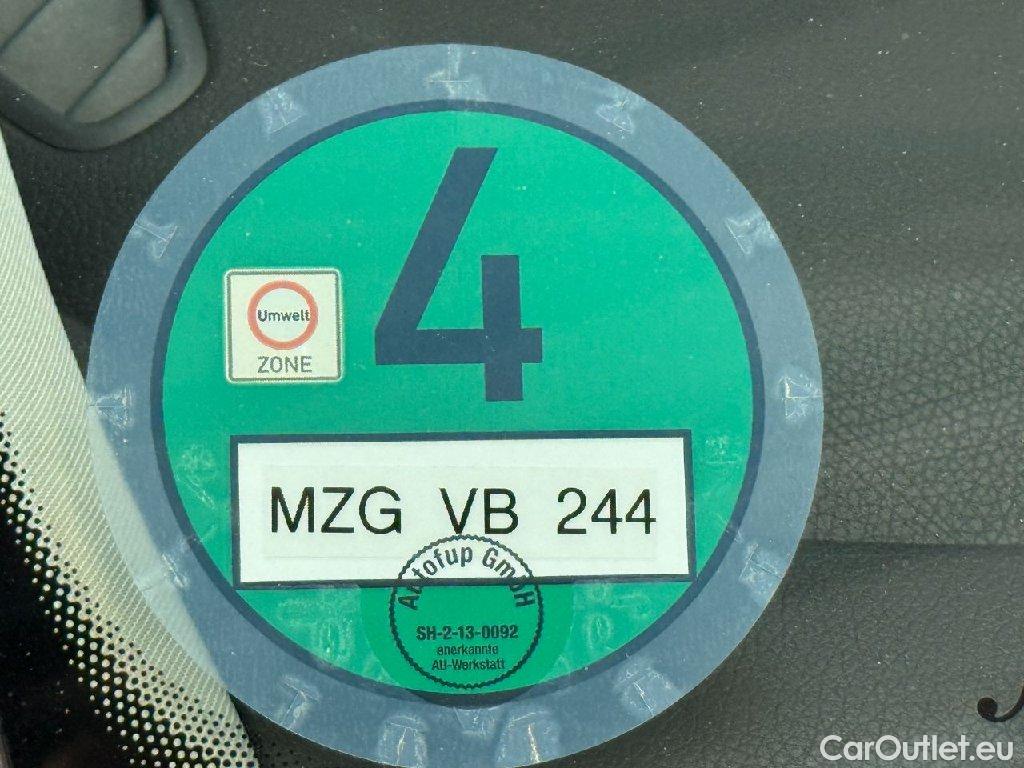 4
Umwelt
ZONE
MZG VB 244
Autofup GmbH
SH-2-13-0092
anerkannte
AU-Werkstatt
CarOutlet.eu